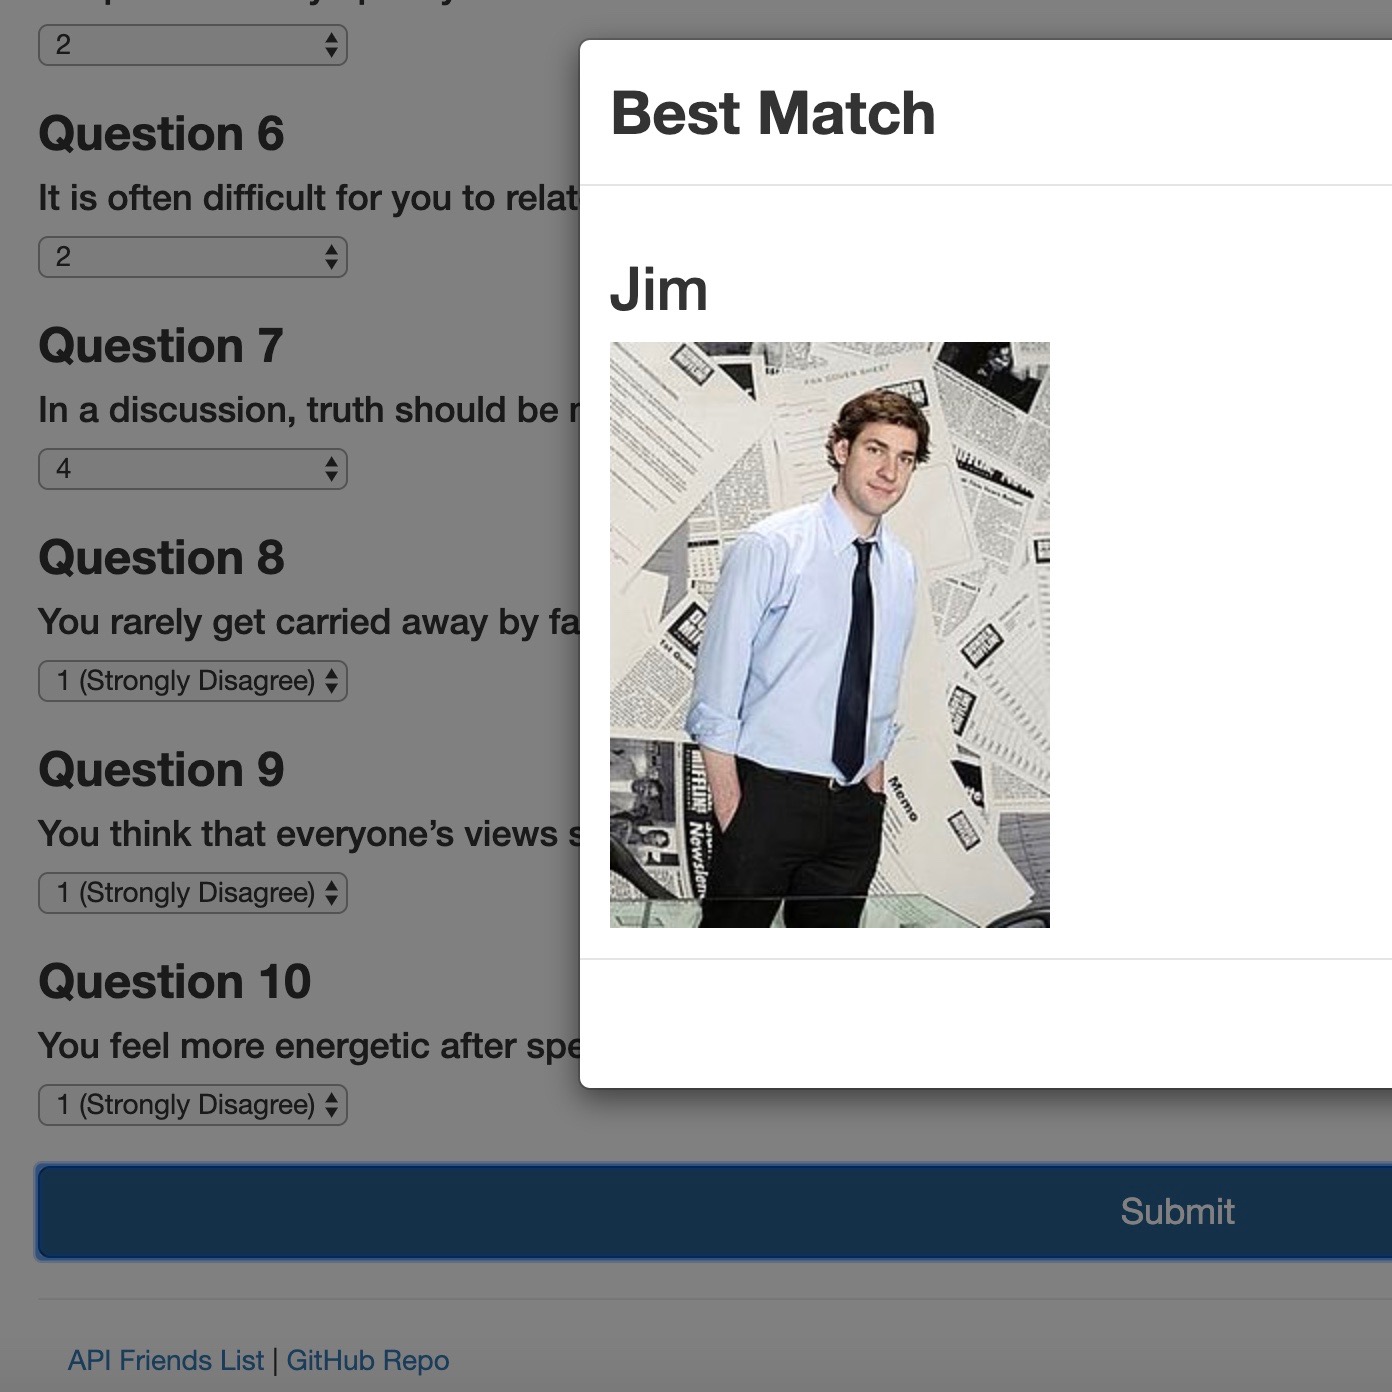 2
Question 6
It is often difficult for you to relat
2
Question 7
In a discussion, truth should be
4
Question 8
You rarely get carried away by fa
1 (Strongly Disagree)
Question 9
You think that everyone’s views s
1 (Strongly Disagree)
Question 10
You feel more energetic after spe
1 (Strongly Disagree)
Submit
API Friends List | GitHub Repo
Best Match
Jim
FAX COVER SHEET
Memo